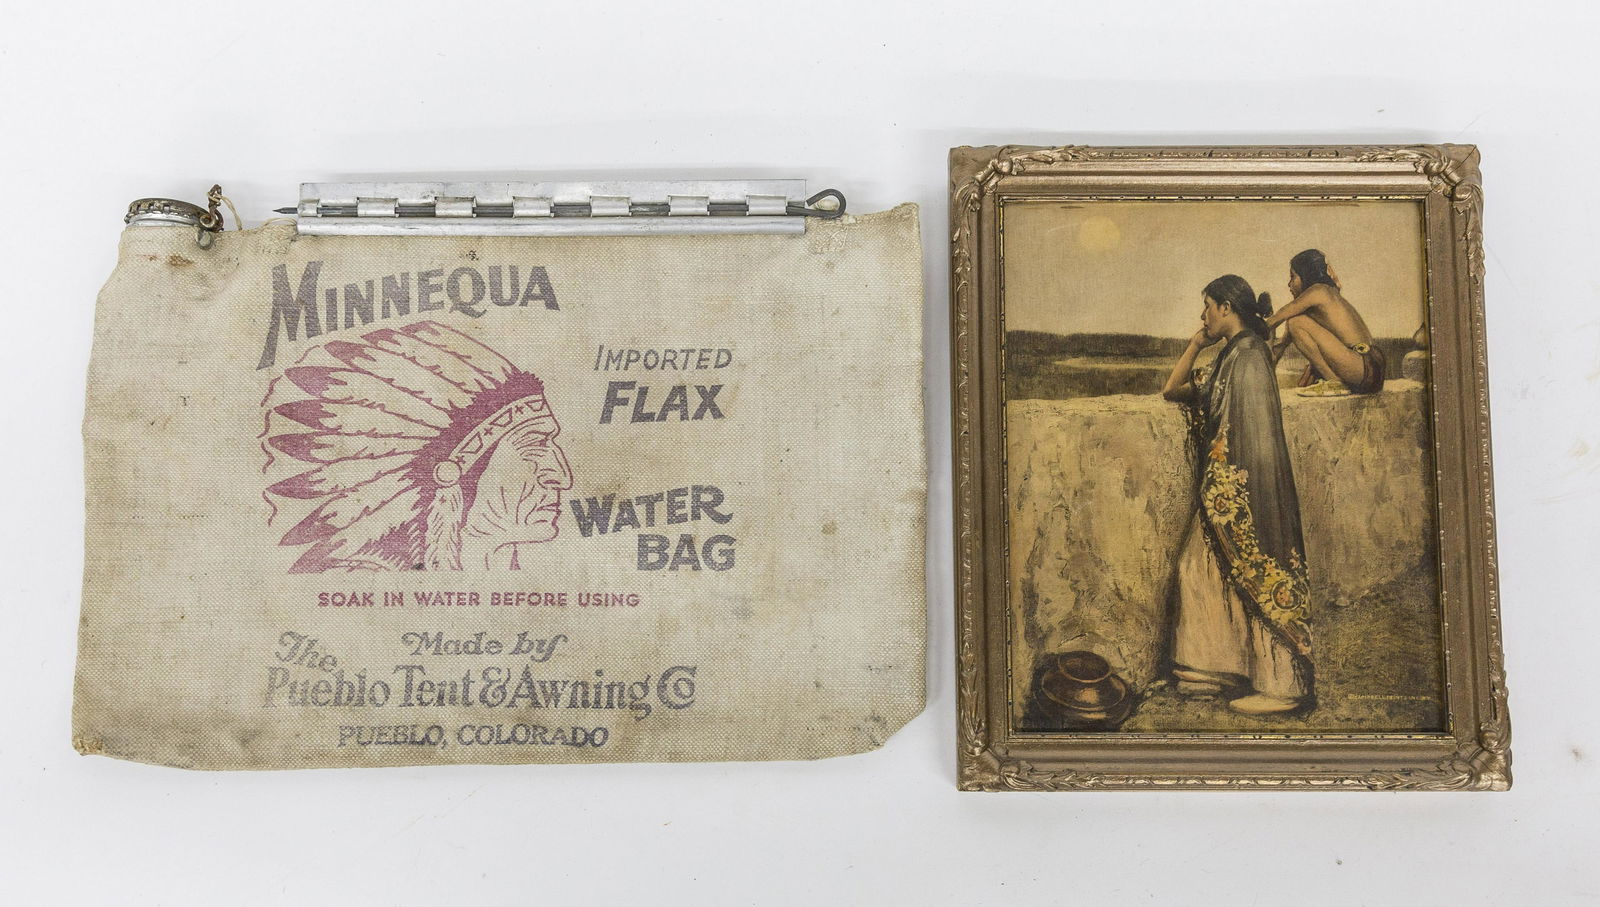 MINNEQUA
IMPORTED
FLAX
WATER
BAG
SOAK IN WATER BEFORE USING
Made by
The
Pueblo Tent & Awning Co
PUEBLO, COLORADO